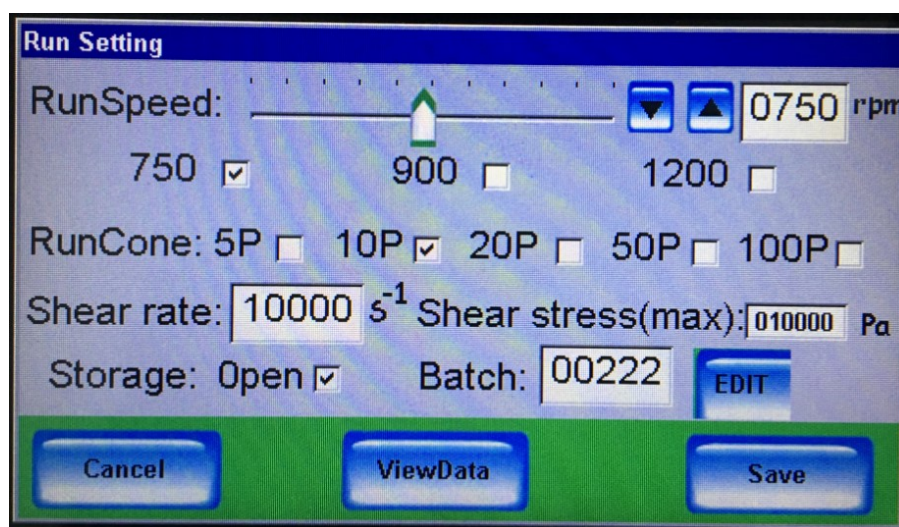 Run Setting
RunSpeed: 0750 rpm
750 900 1200
RunCone: 5P 10P 20P 50P 100P
Shear rate: 10000 s-1 Shear stress(max): 010000 Pa
Storage: Open Batch: 00222 EDIT
Cancel ViewData Save